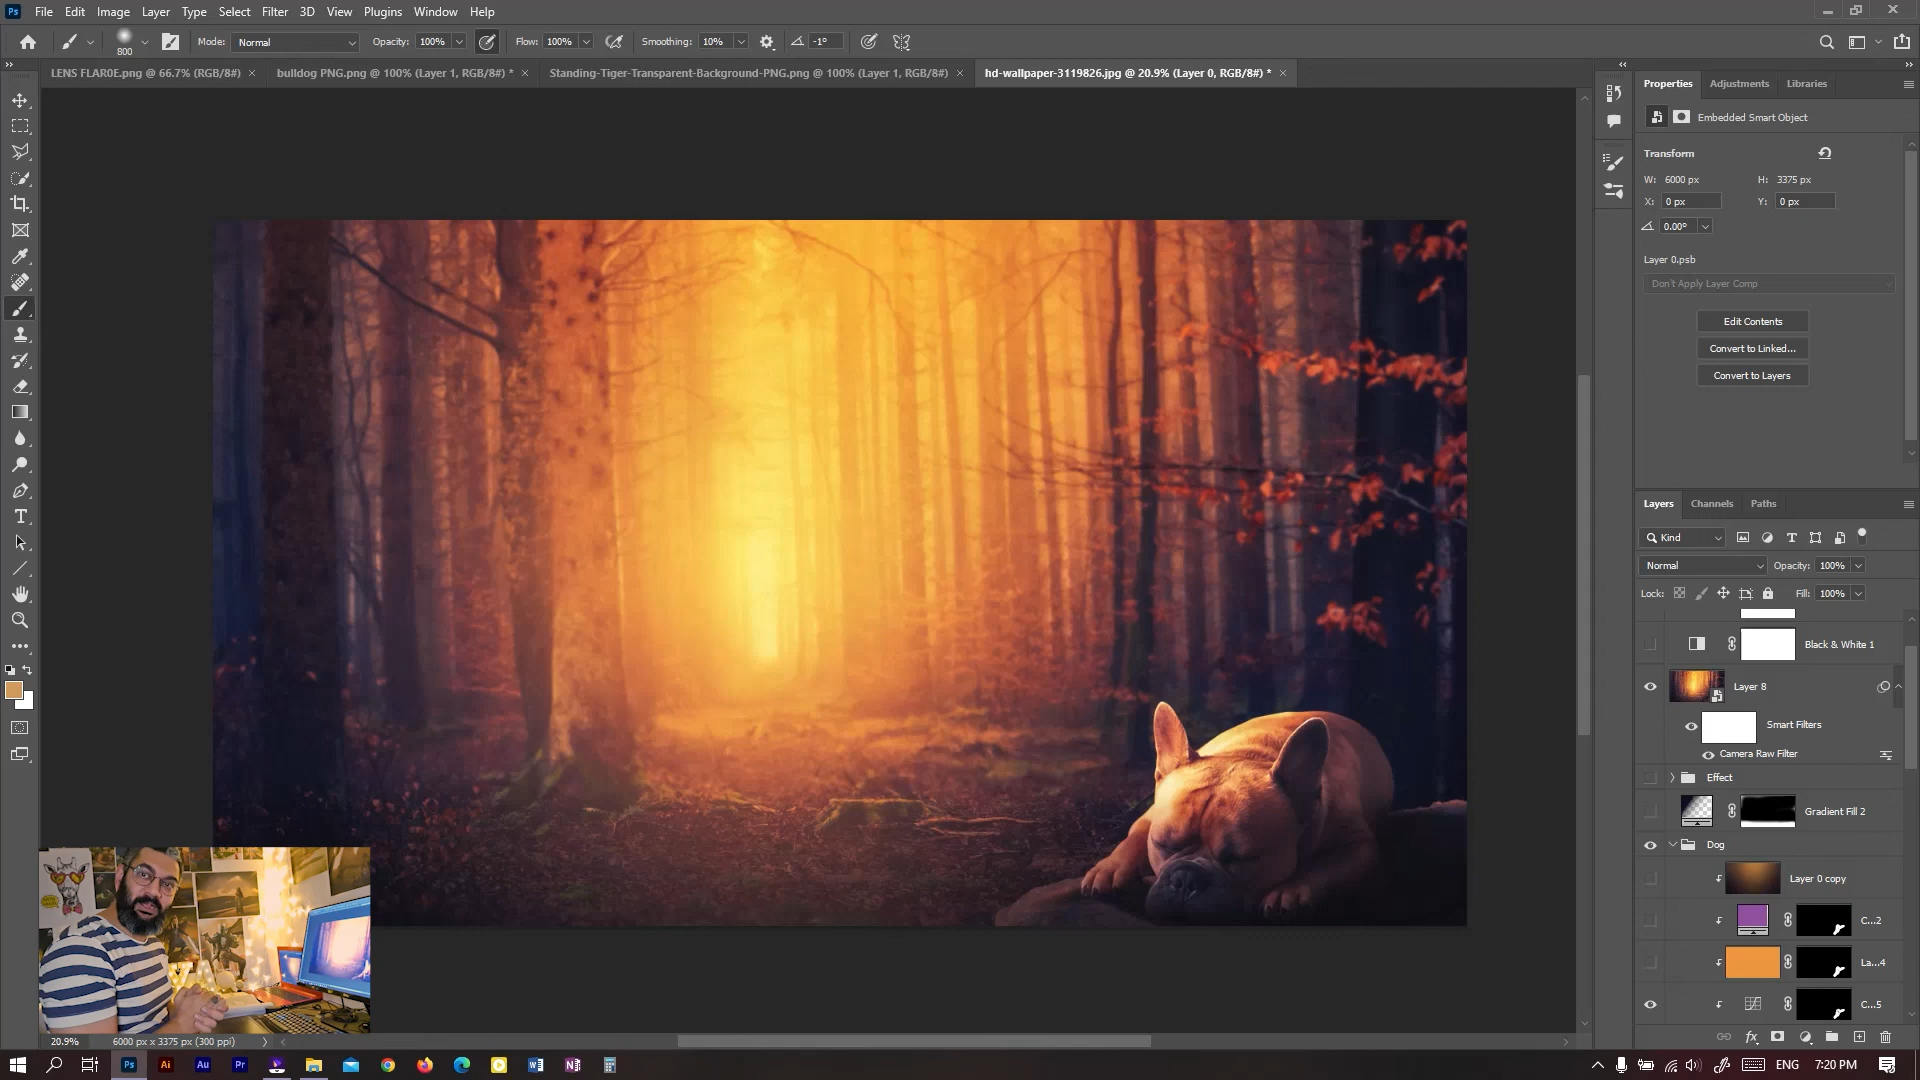 Ps File Edit Image Layer Type Select Filter 3D View Plugins Window Help
800 Mode: Normal Opacity: 100% Flow: 100% Smoothing: 10% -1°
LENS FLAR0E.png @ 66.7% (RGB/8#) bulldog PNG.png @ 100% (Layer 1, RGB/8#) * Standing-Tiger-Transparent-Background-PNG.png @ 100% (Layer 1, RGB/8#) hd-wallpaper-3119826.jpg @ 20.9% (Layer 0, RGB/8#) *
Properties Adjustments Libraries
Embedded Smart Object
Transform
W: 6000 px H: 3375 px
X: 0 px Y: 0 px
0.00°
Layer 0.psb
Don't Apply Layer Comp
Edit Contents
Convert to Linked...
Convert to Layers
Layers Channels Paths
Kind
Normal Opacity: 100%
Lock: Fill: 100%
Black & White 1
Layer 8
Smart Filters
Camera Raw Filter
Effect
Gradient Fill 2
Dog
Layer 0 copy
C...2
La...4
C...5
20.9% 6000 px x 3375 px (300 ppi)
Ps Ai Au Pr
ENG 7:20 PM